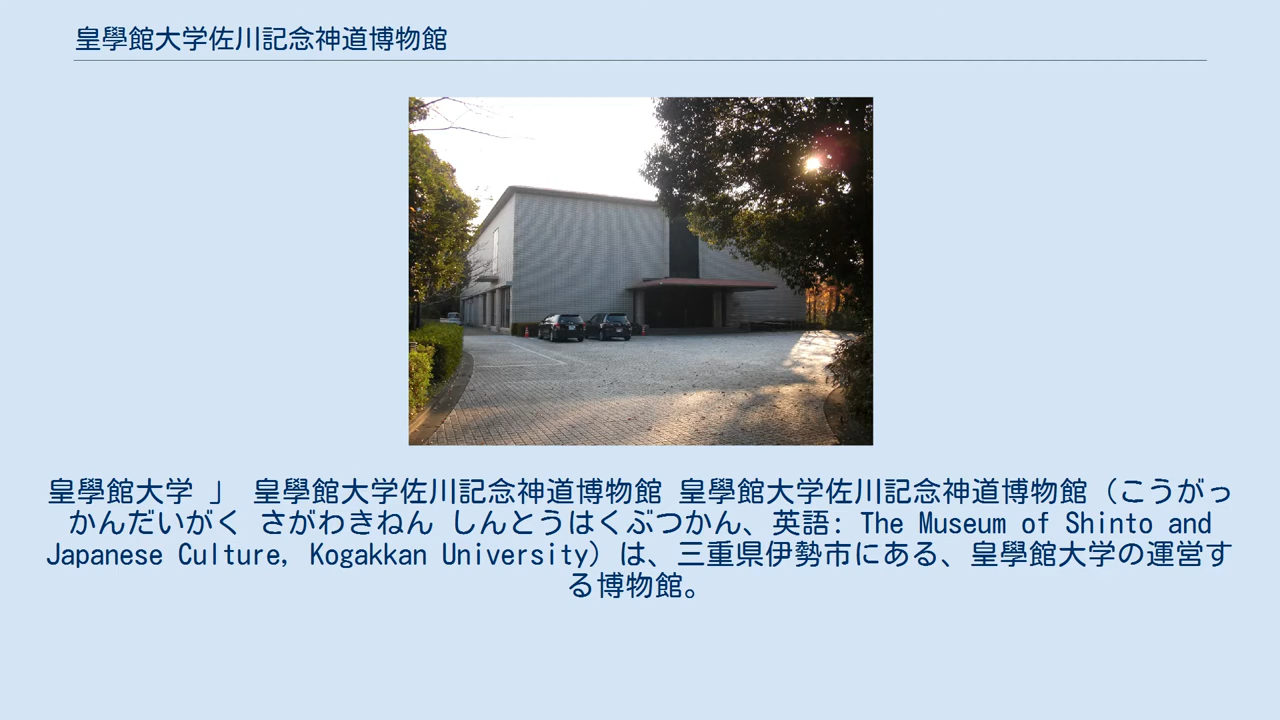 皇學館大学佐川記念神道博物館
皇學館大学 」 皇學館大学佐川記念神道博物館 皇學館大学佐川記念神道博物館（こうがっ
かんだいがく さがわきねん しんとうはくぶつかん、英語: The Museum of Shinto and
Japanese Culture, Kogakkan University）は、三重県伊勢市にある、皇學館大学の運営す
る博物館。